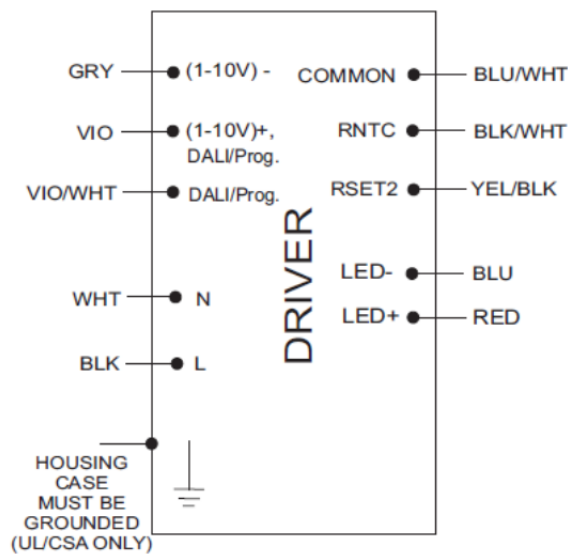 GRY
(1-10V) -
COMMON
BLU/WHT
VIO
(1-10V)+,
DALI/Prog.
RNTC
BLK/WHT
VIO/WHT
DALI/Prog.
RSET2
YEL/BLK
DRIVER
LED-
BLU
WHT
N
LED+
RED
BLK
L
HOUSING
CASE
MUST BE
GROUNDED
(UL/CSA ONLY)